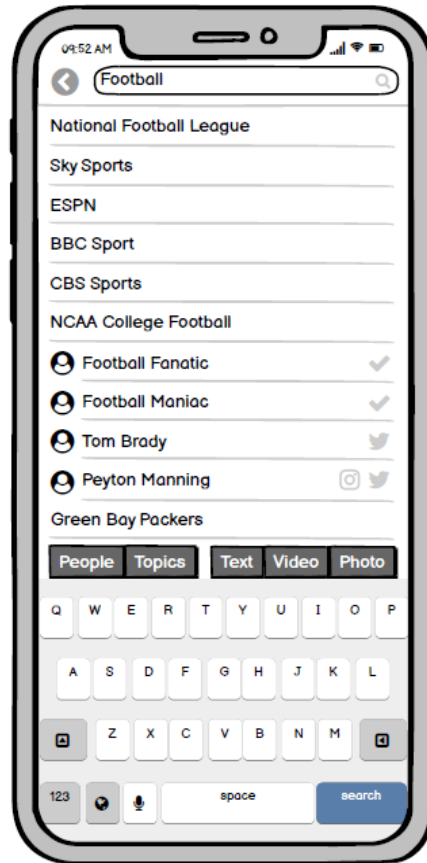 09:52 AM
Football
National Football League
Sky Sports
ESPN
BBC Sport
CBS Sports
NCAA College Football
Football Fanatic
Football Maniac
Tom Brady
Peyton Manning
Green Bay Packers
People Topics Text Video Photo
Q W E R T Y U I O P
A S D F G H J K L
Z X C V B N M
123 space search